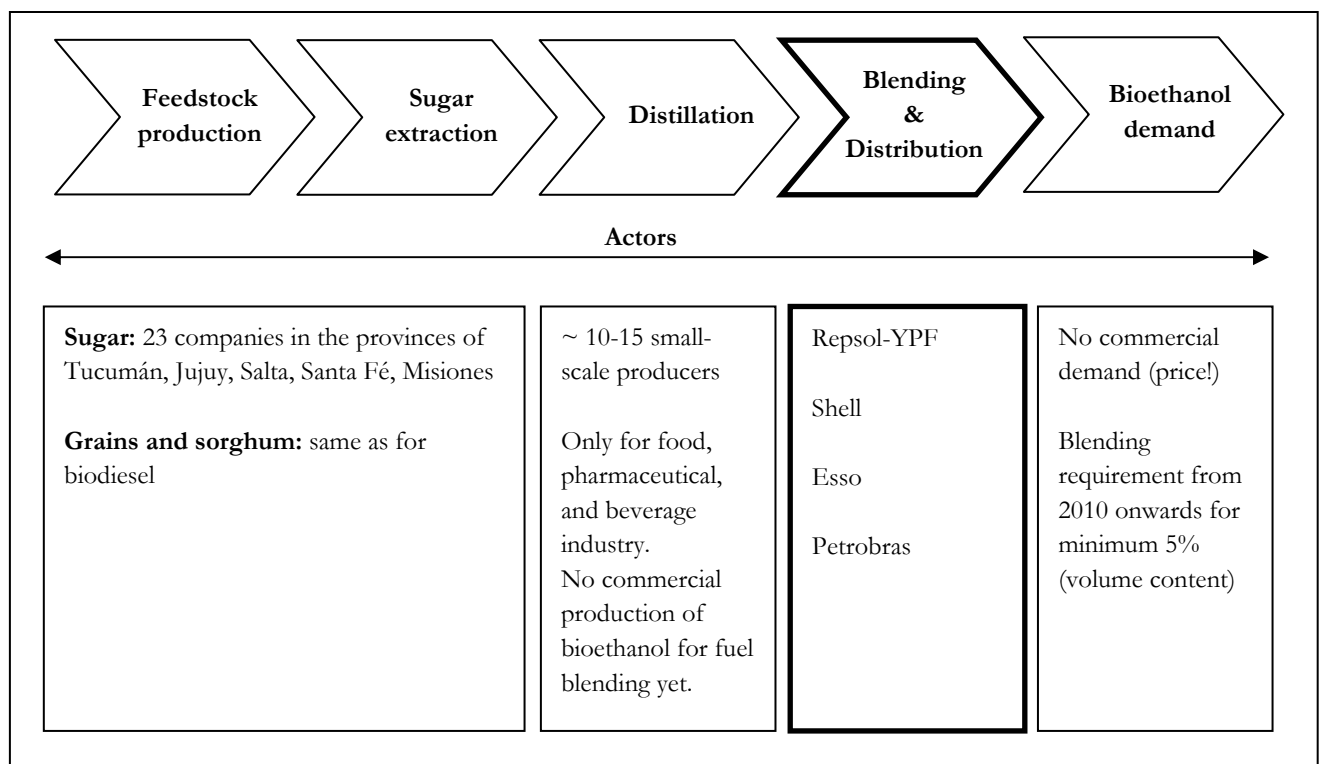 Feedstock
production
Sugar
extraction
Distillation
Blending
&
Distribution
Bioethanol
demand
Actors
Sugar: 23 companies in the provinces of
Tucumán, Jujuy, Salta, Santa Fé, Misiones
Grains and sorghum: same as for
biodiesel
~ 10-15 small-
scale producers
Only for food,
pharmaceutical,
and beverage
industry.
No commercial
production of
bioethanol for fuel
blending yet.
Repsol-YPF
Shell
Esso
Petrobras
No commercial
demand (price!)
Blending
requirement from
2010 onwards for
minimum 5%
(volume content)